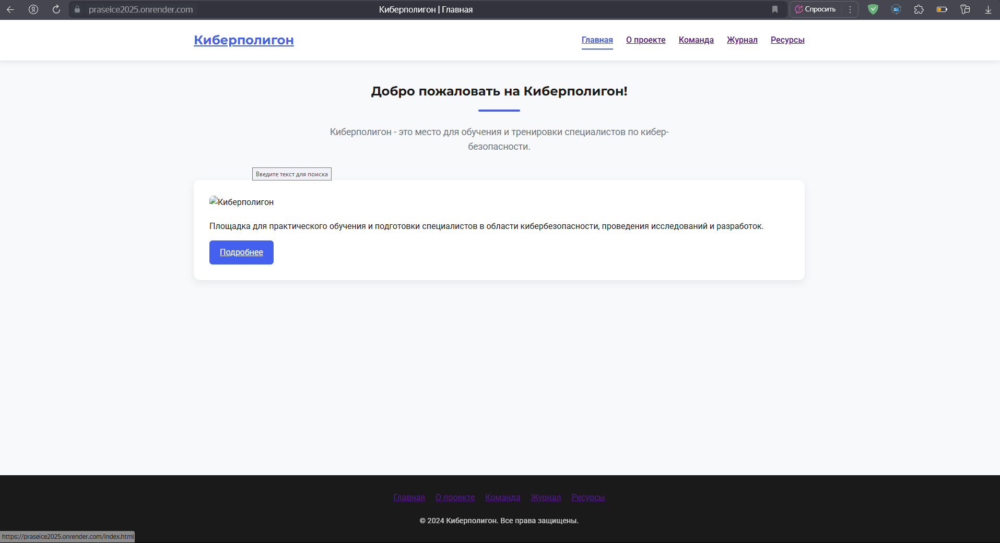 praseice2025.onrender.com
Киберполигон | Главная
Спросить
Киберполигон
Главная
О проекте
Команда
Журнал
Ресурсы
Добро пожаловать на Киберполигон!
Киберполигон - это место для обучения и тренировки специалистов по кибер-
безопасности.
Введите текст для поиска
Киберполигон
Площадка для практического обучения и подготовки специалистов в области кибербезопасности, проведения исследований и разработок.
Подробнее
Главная
О проекте
Команда
Журнал
Ресурсы
© 2024 Киберполигон. Все права защищены.
https://praseice2025.onrender.com/index.html